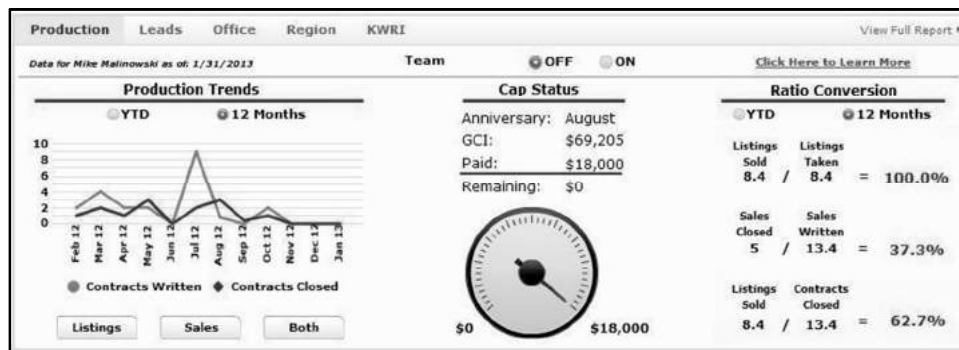 Production Leads Office Region KWRI View Full Report
Data for Mike Malinowski as of: 1/31/2013 Team OFF ON Click Here to Learn More
Production Trends
YTD 12 Months
10
8
6
4
2
0
Feb 12 Mar 12 Apr 12 May 12 Jun 12 Jul 12 Aug 12 Sep 12 Oct 12 Nov 12 Dec 12 Jan 13
Contracts Written Contracts Closed
Listings Sales Both
Cap Status
Anniversary: August
GCI: $69,205
Paid: $18,000
Remaining: $0
$0 $18,000
Ratio Conversion
YTD 12 Months
Listings Listings
Sold Taken
8.4 / 8.4 = 100.0%
Sales Sales
Closed Written
5 / 13.4 = 37.3%
Listings Contracts
Sold Closed
8.4 / 13.4 = 62.7%